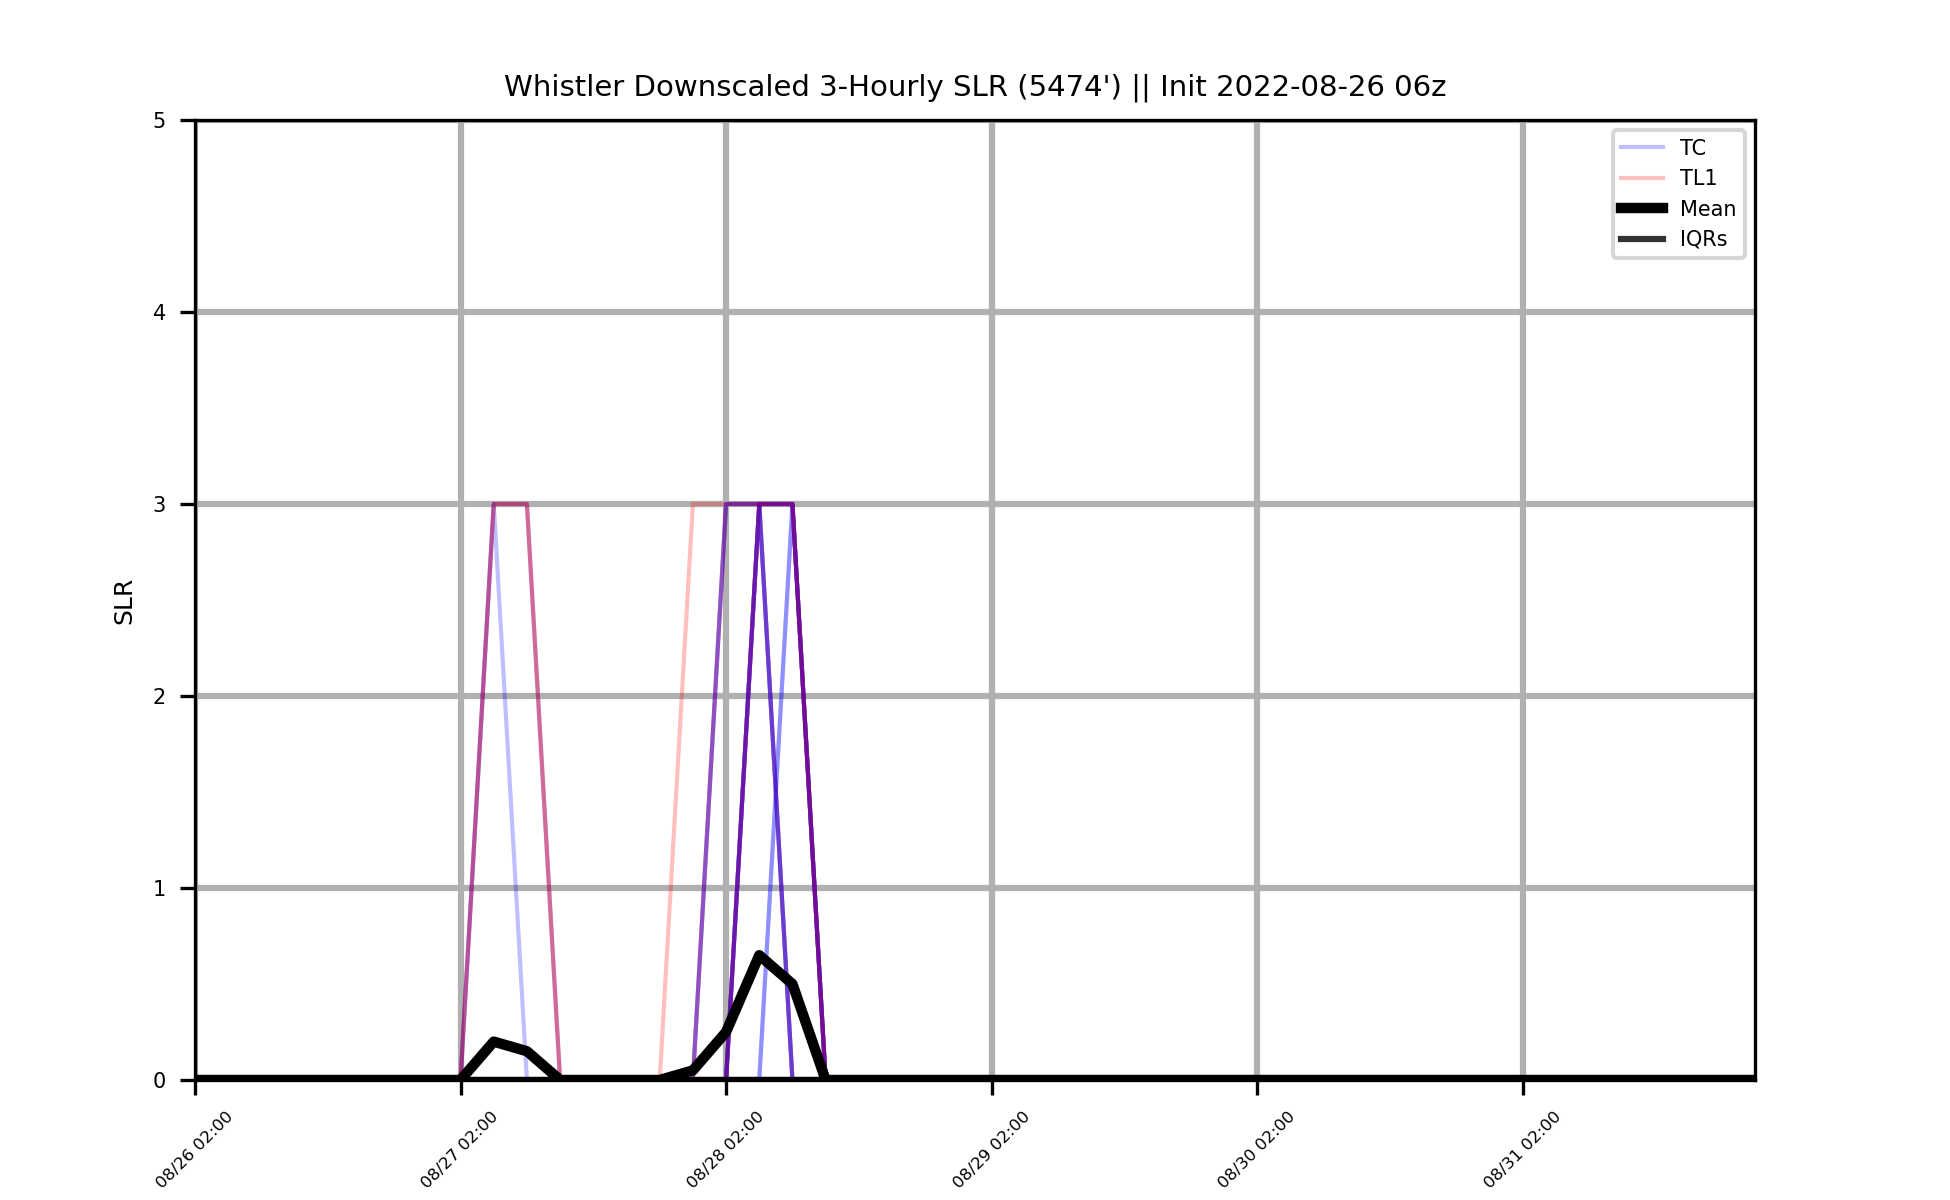 Whistler Downscaled 3-Hourly SLR (5474') || Init 2022-08-26 06z
5
4
3
2
1
0
SLR
TC
TL1
Mean
IQRs
08/26 02:00
08/27 02:00
08/28 02:00
08/29 02:00
08/30 02:00
08/31 02:00